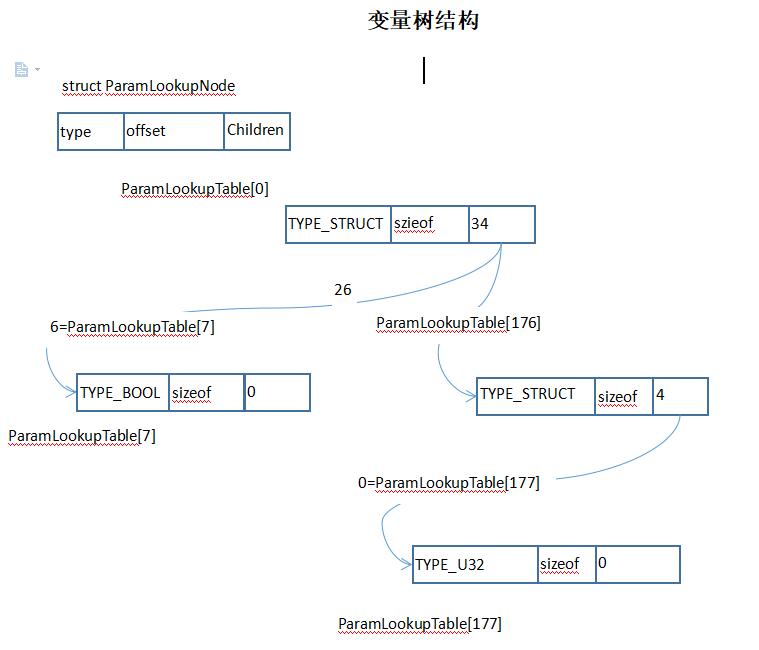 变量树结构
struct ParamLookupNode
type offset Children
ParamLookupTable[0]
TYPE_STRUCT szieof 34
26
6=ParamLookupTable[7]
ParamLookupTable[176]
TYPE_BOOL sizeof 0
TYPE_STRUCT sizeof 4
ParamLookupTable[7]
0=ParamLookupTable[177]
TYPE_U32 sizeof 0
ParamLookupTable[177]